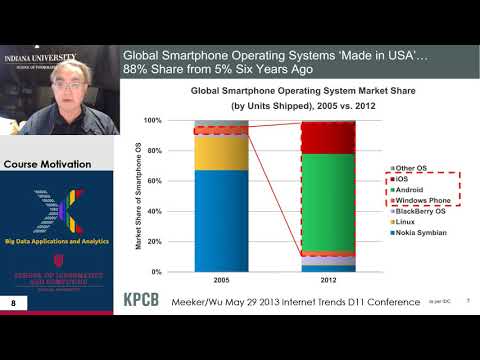 INDIANA UNIVERSITY
Global Smartphone Operating Systems ‘Made in USA’…
88% Share from 5% Six Years Ago
Course Motivation
Big Data Applications and Analytics
SCHOOL OF INFORMATICS
AND COMPUTING
8
Global Smartphone Operating System Market Share
(by Units Shipped), 2005 vs. 2012
Market Share of Smartphone OS
100%
80%
60%
40%
20%
0%
2005
2012
Other OS
iOS
Android
Windows Phone
BlackBerry OS
Linux
Nokia Symbian
KPCB
Meeker/Wu May 29 2013 Internet Trends D11 Conference
7